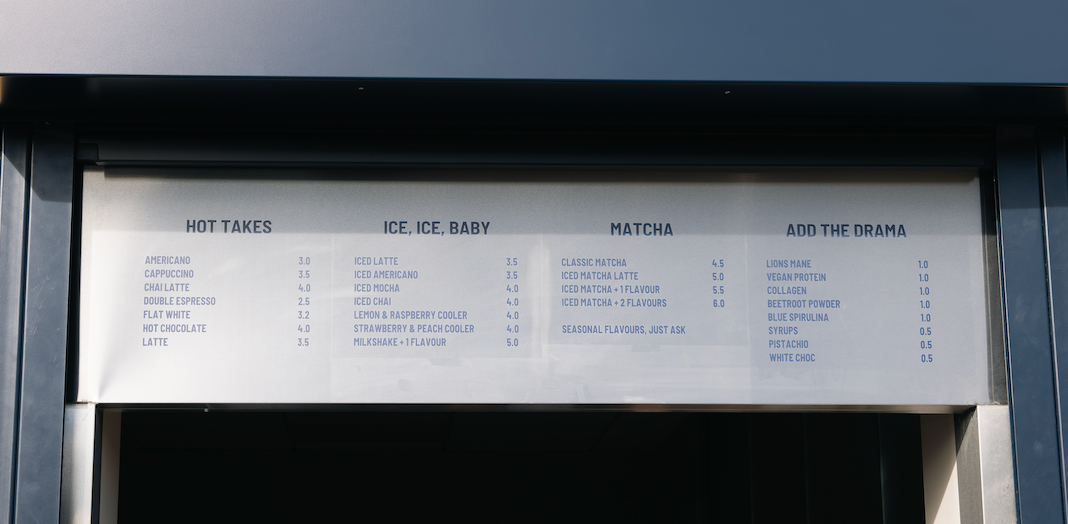 HOT TAKES
AMERICANO 3.0
CAPPUCCINO 3.5
CHAI LATTE 4.0
DOUBLE ESPRESSO 2.5
FLAT WHITE 3.2
HOT CHOCOLATE 4.0
LATTE 3.5
ICE, ICE, BABY
ICED LATTE 3.5
ICED AMERICANO 3.5
ICED MOCHA 4.0
ICED CHAI 4.0
LEMON & RASPBERRY COOLER 4.0
STRAWBERRY & PEACH COOLER 4.0
MILKSHAKE + 1 FLAVOUR 5.0
MATCHA
CLASSIC MATCHA 4.5
ICED MATCHA LATTE 5.0
ICED MATCHA + 1 FLAVOUR 5.5
ICED MATCHA + 2 FLAVOURS 6.0
SEASONAL FLAVOURS, JUST ASK
ADD THE DRAMA
LIONS MANE 1.0
VEGAN PROTEIN 1.0
COLLAGEN 1.0
BEETROOT POWDER 1.0
BLUE SPIRULINA 1.0
SYRUPS 0.5
PISTACHIO 0.5
WHITE CHOC 0.5